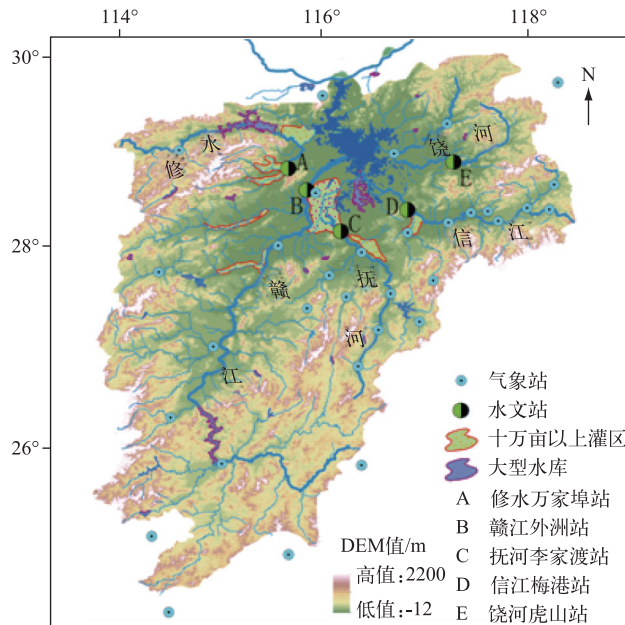 114° 116° 118°
30°
N
修 水
A
饶 河
E
B
D
C
信 江
28°
赣 江
抚 河
26°
气象站
水文站
十万亩以上灌区
大型水库
A 修水万家埠站
B 赣江外洲站
C 抚河李家渡站
D 信江梅港站
E 饶河虎山站
DEM值/m
高值:2200
低值:-12